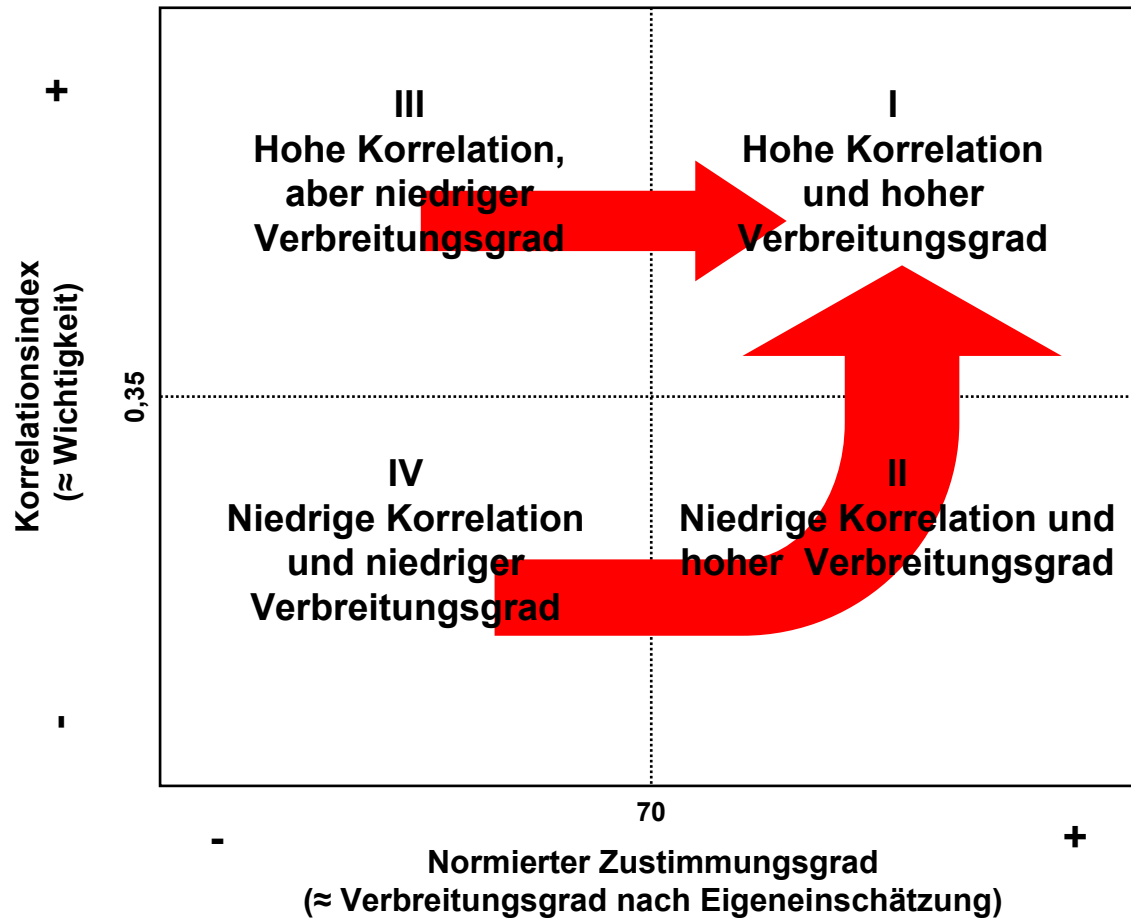 +
III
Hohe Korrelation,
aber niedriger
Verbreitungsgrad
I
Hohe Korrelation
und hoher
Verbreitungsgrad
Korrelationsindex
(≈ Wichtigkeit)
0,35
IV
Niedrige Korrelation
und niedriger
Verbreitungsgrad
II
Niedrige Korrelation und
hoher Verbreitungsgrad
-
70
-
+
Normierter Zustimmungsgrad
(≈ Verbreitungsgrad nach Eigeneinschätzung)